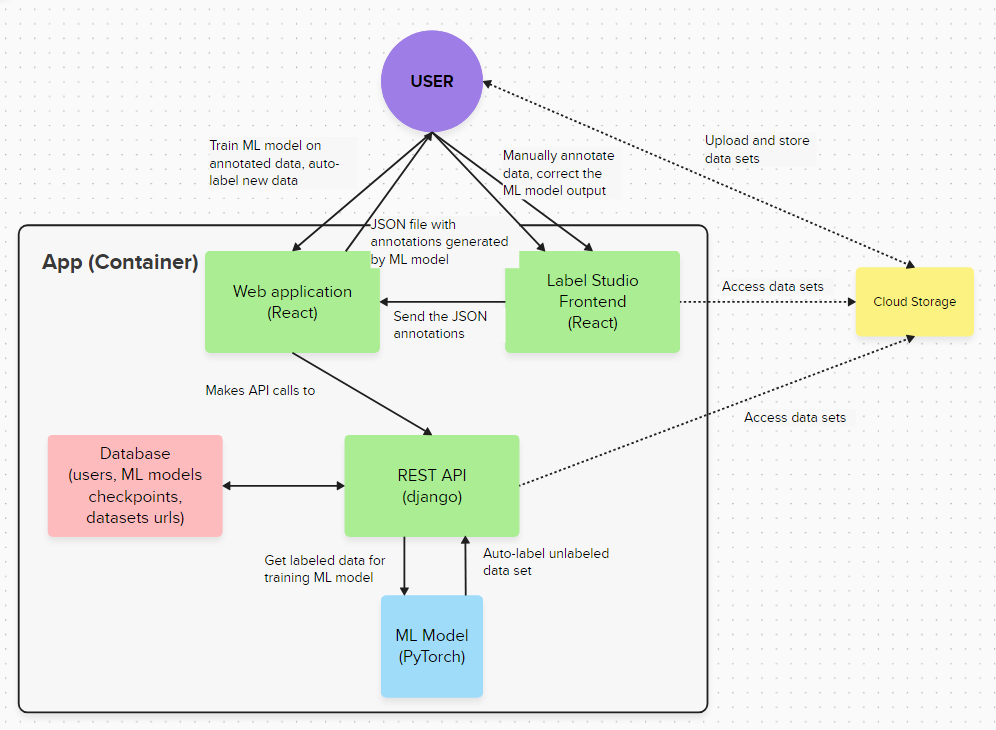 USER
Train ML model on
annotated data, auto-
label new data
Manually annotate
data, correct the
ML model output
Upload and store
data sets
JSON file with
annotations generated
by ML model
App (Container)
Web application
(React)
Label Studio
Frontend
(React)
Send the JSON
annotations
Access data sets
Cloud Storage
Makes API calls to
Access data sets
Database
(users, ML models
checkpoints,
datasets urls)
REST API
(django)
Get labeled data for
training ML model
Auto-label unlabeled
data set
ML Model
(PyTorch)